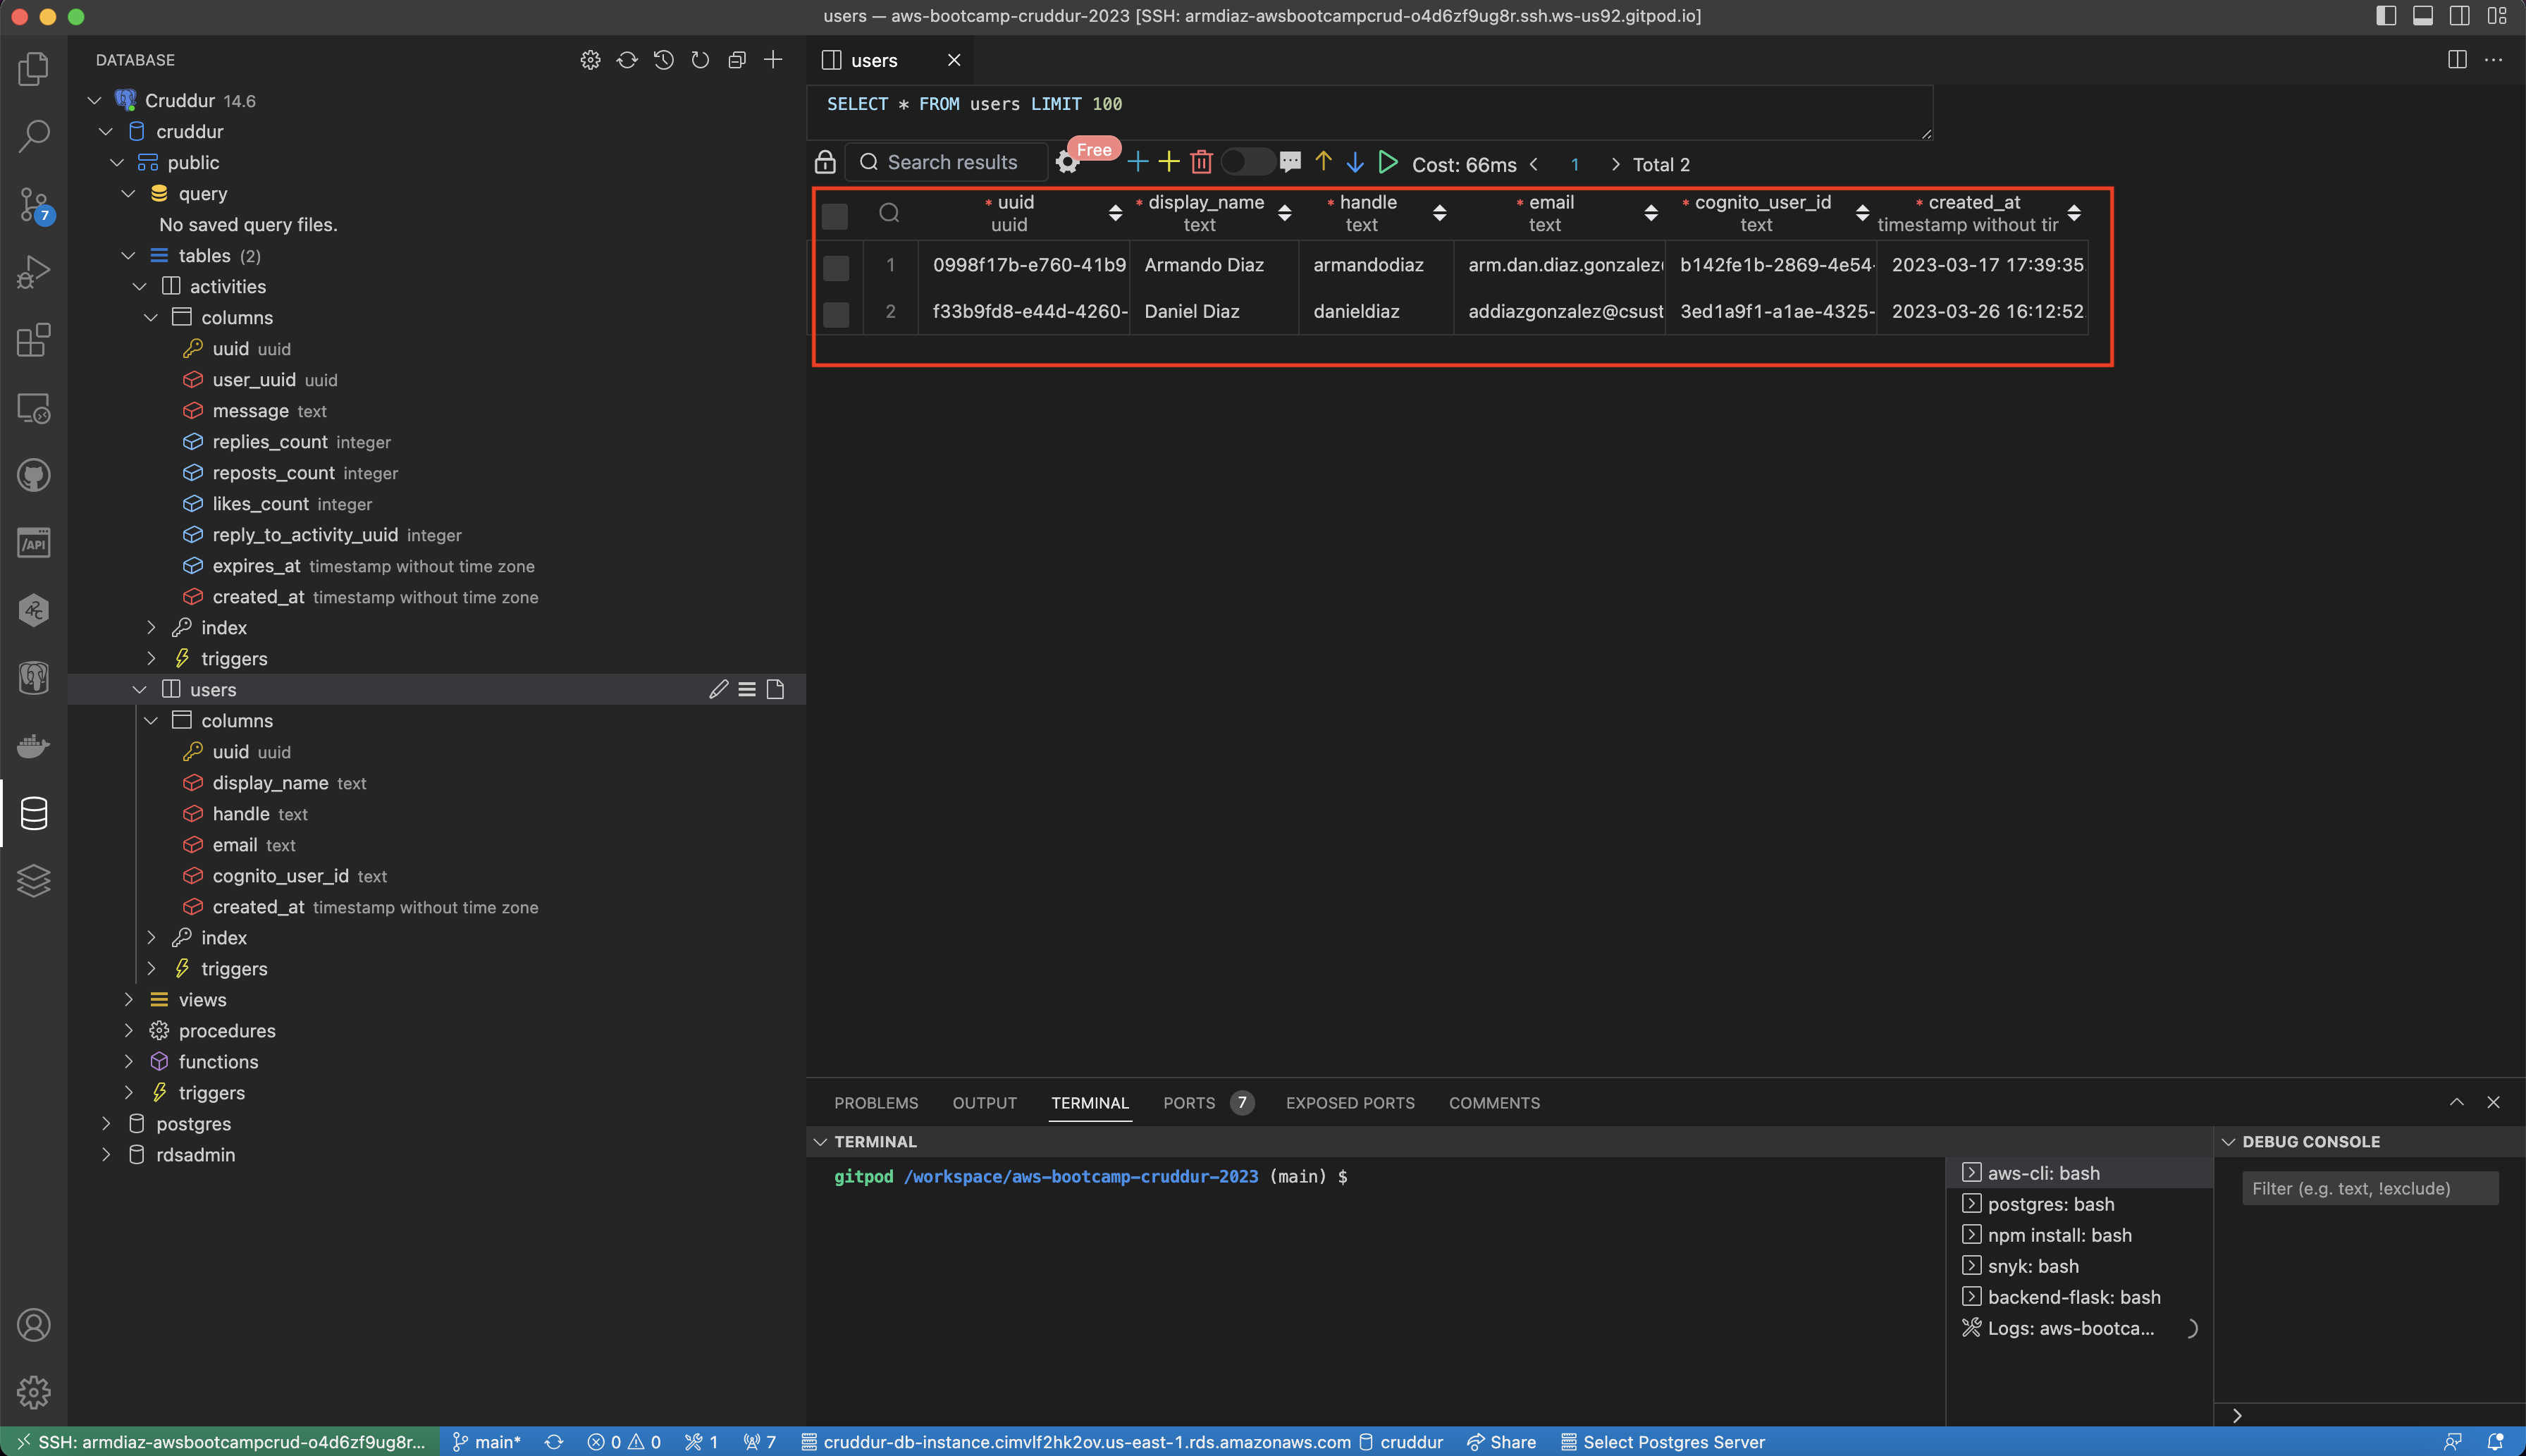 users — aws-bootcamp-cruddur-2023 [SSH: armdiaz-awsbootcampcrud-o4d6zf9ug8r.ssh.ws-us92.gitpod.io]
DATABASE
Cruddur 14.6
cruddur
public
query
No saved query files.
tables (2)
activities
columns
uuid uuid
user_uuid uuid
message text
replies_count integer
reposts_count integer
likes_count integer
reply_to_activity_uuid integer
expires_at timestamp without time zone
created_at timestamp without time zone
index
triggers
users
columns
uuid uuid
display_name text
handle text
email text
cognito_user_id text
created_at timestamp without time zone
index
triggers
views
procedures
functions
triggers
postgres
rdsadmin
7
/API
42c
users
SELECT * FROM users LIMIT 100
Search results Free Cost: 66ms 1 Total 2
* uuid * display_name * handle * email * cognito_user_id * created_at
uuid text text text text timestamp without tir
1 0998f17b-e760-41b9 Armando Diaz armandodiaz arm.dan.diaz.gonzalez b142fe1b-2869-4e54- 2023-03-17 17:39:35
2 f33b9fd8-e44d-4260- Daniel Diaz danieldiaz addiazgonzalez@csust 3ed1a9f1-a1ae-4325- 2023-03-26 16:12:52
PROBLEMS OUTPUT TERMINAL PORTS 7 EXPOSED PORTS COMMENTS
TERMINAL
gitpod /workspace/aws-bootcamp-cruddur-2023 (main) $
aws-cli: bash
postgres: bash
npm install: bash
snyk: bash
backend-flask: bash
Logs: aws-bootca...
DEBUG CONSOLE
Filter (e.g. text, !exclude)
SSH: armdiaz-awsbootcampcrud-o4d6zf9ug8r... main* 0 0 1 7 cruddur-db-instance.cimvlf2hk2ov.us-east-1.rds.amazonaws.com cruddur Share Select Postgres Server